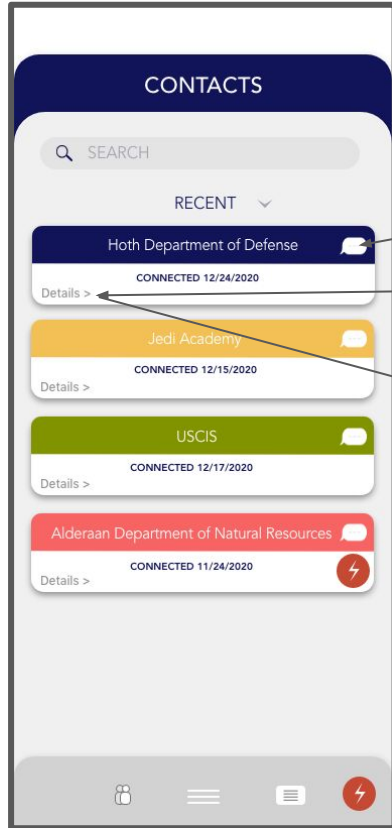 CONTACTS
SEARCH
RECENT
Hoth Department of Defense
CONNECTED 12/24/2020
Details >
Jedi Academy
CONNECTED 12/15/2020
Details >
USCIS
CONNECTED 12/17/2020
Details >
Alderaan Department of Natural Resources
CONNECTED 11/24/2020
Details >